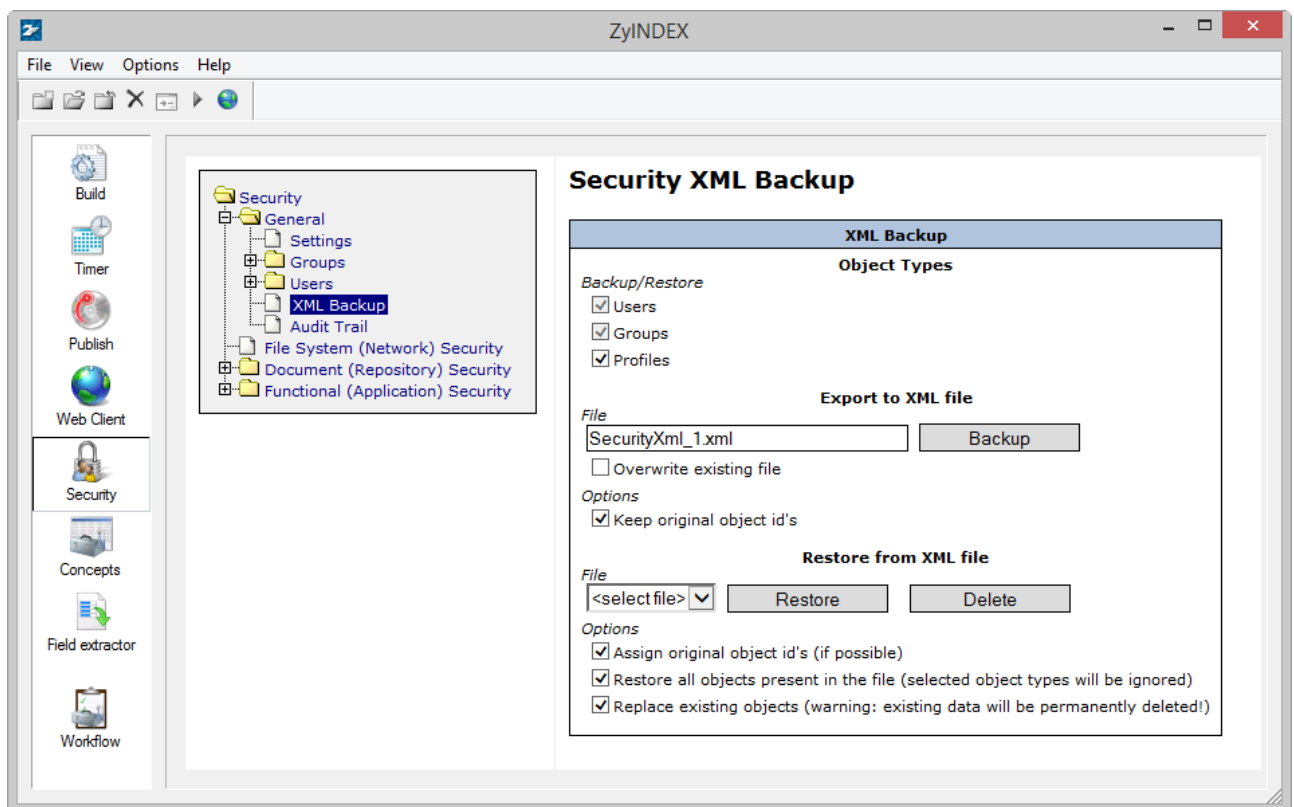 ZyINDEX
File View Options Help
Build
Timer
Publish
Web Client
Security
Concepts
Field extractor
Workflow
Security
General
Settings
Groups
Users
XML Backup
Audit Trail
File System (Network) Security
Document (Repository) Security
Functional (Application) Security
Security XML Backup
XML Backup
Object Types
Backup/Restore
Users
Groups
Profiles
Export to XML file
File
SecurityXml_1.xml Backup
Overwrite existing file
Options
Keep original object id's
Restore from XML file
File
<select file> Restore Delete
Options
Assign original object id's (if possible)
Restore all objects present in the file (selected object types will be ignored)
Replace existing objects (warning: existing data will be permanently deleted!)